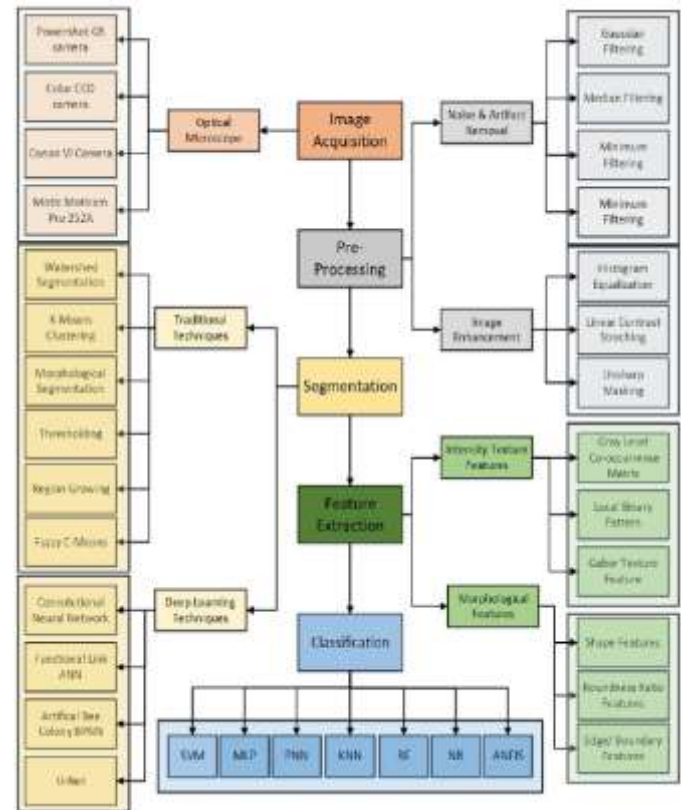 PowerShot G5
camera
Color CCD
camera
Canon VI Camera
Motic Moticam
Pro 252A
Optical
Microscope
Image
Acquisition
Noise & Artifact
Removal
Gaussian
Filtering
Median Filtering
Minimum
Filtering
Minimum
Filtering
Pre-
Processing
Image
Enhancement
Histogram
Equalization
Linear Contrast
Unsharp
Masking
Watershed
Segmentation
K-Means
Clustering
Morphological
Segmentation
Thresholding
Region Growing
Fuzzy C-Means
Traditional
Techniques
Segmentation
Feature
Extraction
Intensity Texture
Features
Gray Level
Co-occurrence
Matrix
Local Binary
Pattern
Gabor Texture
Feature
Morphological
Features
Shape Features
Roundness Ratio
Features
Edge/ Boundary
Features
Deep Learning
Techniques
Convolutional
Neural Network
Functional Link
ANN
Artifical Bee
Colony BPNN
U-Net
Classification
SVM
MLP
PNN
KNN
RF
NB
ANFIS